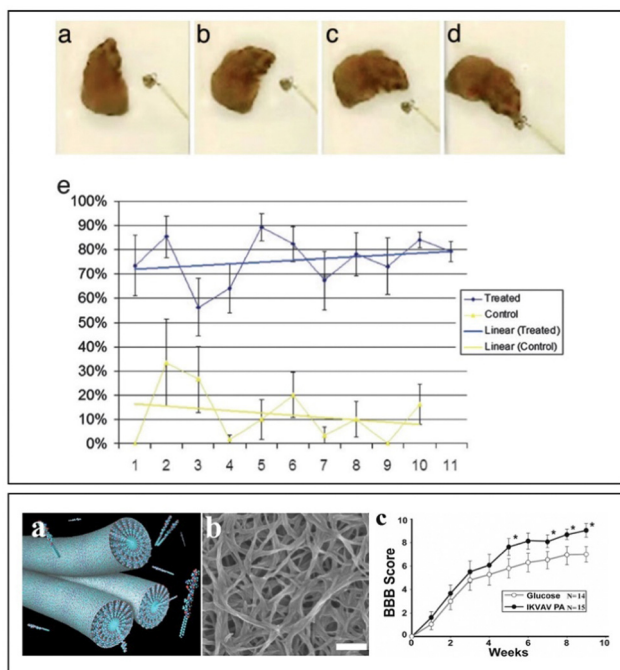 a b c d
e
100%
90%
80%
70%
60%
50%
40%
30%
20%
10%
0%
Treated
Control
Linear (Treated)
Linear (Control)
1 2 3 4 5 6 7 8 9 10 11
a b c
BBB Score
10
8
6
4
2
0
* * * *
Glucose N=14
IKVAV PA N=15
0 2 4 6 8 10
Weeks